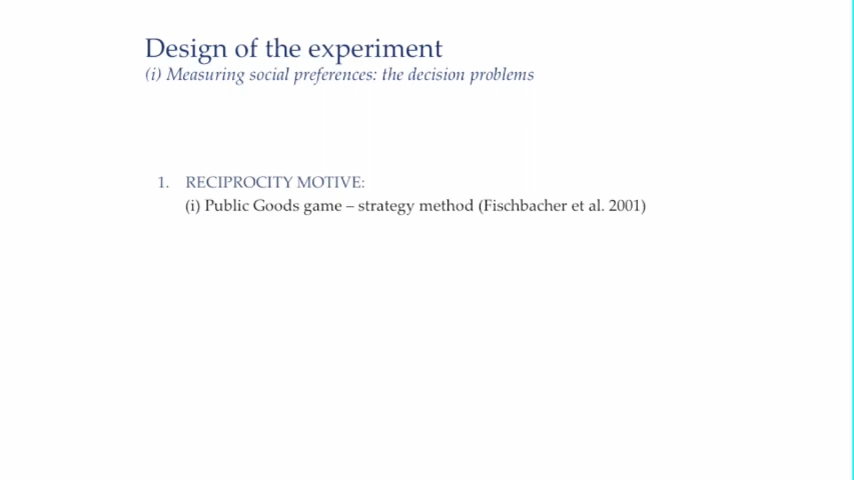 Design of the experiment
(i) Measuring social preferences: the decision problems
1. RECIPROCITY MOTIVE:
(i) Public Goods game – strategy method (Fischbacher et al. 2001)